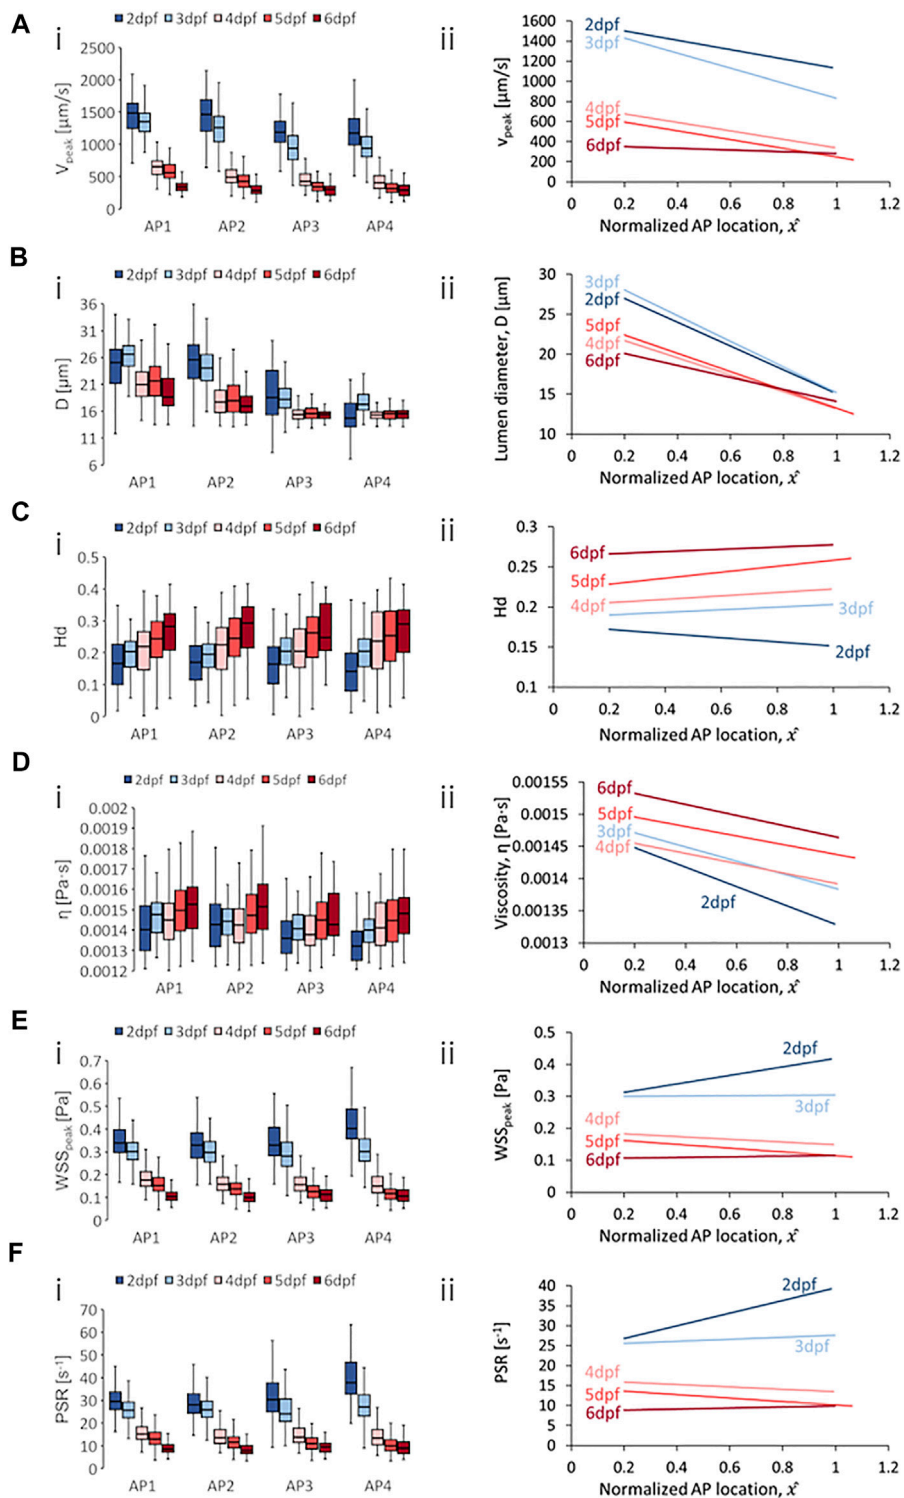 A
i
2dpf 3dpf 4dpf 5dpf 6dpf
2500
2000
1500
1000
500
0
Vpeak [µm/s]
AP1 AP2 AP3 AP4
ii
1600
1400
1200
1000
800
600
400
200
0
vpeak [µm/s]
2dpf
3dpf
4dpf
5dpf
6dpf
0 0.2 0.4 0.6 0.8 1 1.2
Normalized AP location, x̂
B
i
2dpf 3dpf 4dpf 5dpf 6dpf
36
31
26
21
16
11
6
D [µm]
AP1 AP2 AP3 AP4
ii
30
25
20
15
10
Lumen diameter, D [µm]
3dpf
2dpf
5dpf
4dpf
6dpf
0 0.2 0.4 0.6 0.8 1 1.2
Normalized AP location, x̂
C
i
2dpf 3dpf 4dpf 5dpf 6dpf
0.5
0.4
0.3
0.2
0.1
0
Hd
AP1 AP2 AP3 AP4
ii
0.3
0.25
0.2
0.15
0.1
Hd
6dpf
5dpf
4dpf
3dpf
2dpf
0 0.2 0.4 0.6 0.8 1 1.2
Normalized AP location, x̂
D
i
2dpf 3dpf 4dpf 5dpf 6dpf
0.002
0.0019
0.0018
0.0017
0.0016
0.0015
0.0014
0.0013
0.0012
η [Pa·s]
AP1 AP2 AP3 AP4
ii
0.00155
0.0015
0.00145
0.0014
0.00135
0.0013
Viscosity, η [Pa·s]
6dpf
5dpf
3dpf
4dpf
2dpf
0 0.2 0.4 0.6 0.8 1 1.2
Normalized AP location, x̂
E
i
2dpf 3dpf 4dpf 5dpf 6dpf
0.7
0.6
0.5
0.4
0.3
0.2
0.1
0
WSSpeak [Pa]
AP1 AP2 AP3 AP4
ii
0.5
0.4
0.3
0.2
0.1
0
WSSpeak [Pa]
2dpf
3dpf
4dpf
5dpf
6dpf
0 0.2 0.4 0.6 0.8 1 1.2
Normalized AP location, x̂
F
i
2dpf 3dpf 4dpf 5dpf 6dpf
70
60
50
40
30
20
10
0
PSR [s-1]
AP1 AP2 AP3 AP4
ii
40
35
30
25
20
15
10
5
0
PSR [s-1]
2dpf
3dpf
4dpf
5dpf
6dpf
0 0.2 0.4 0.6 0.8 1 1.2
Normalized AP location, x̂